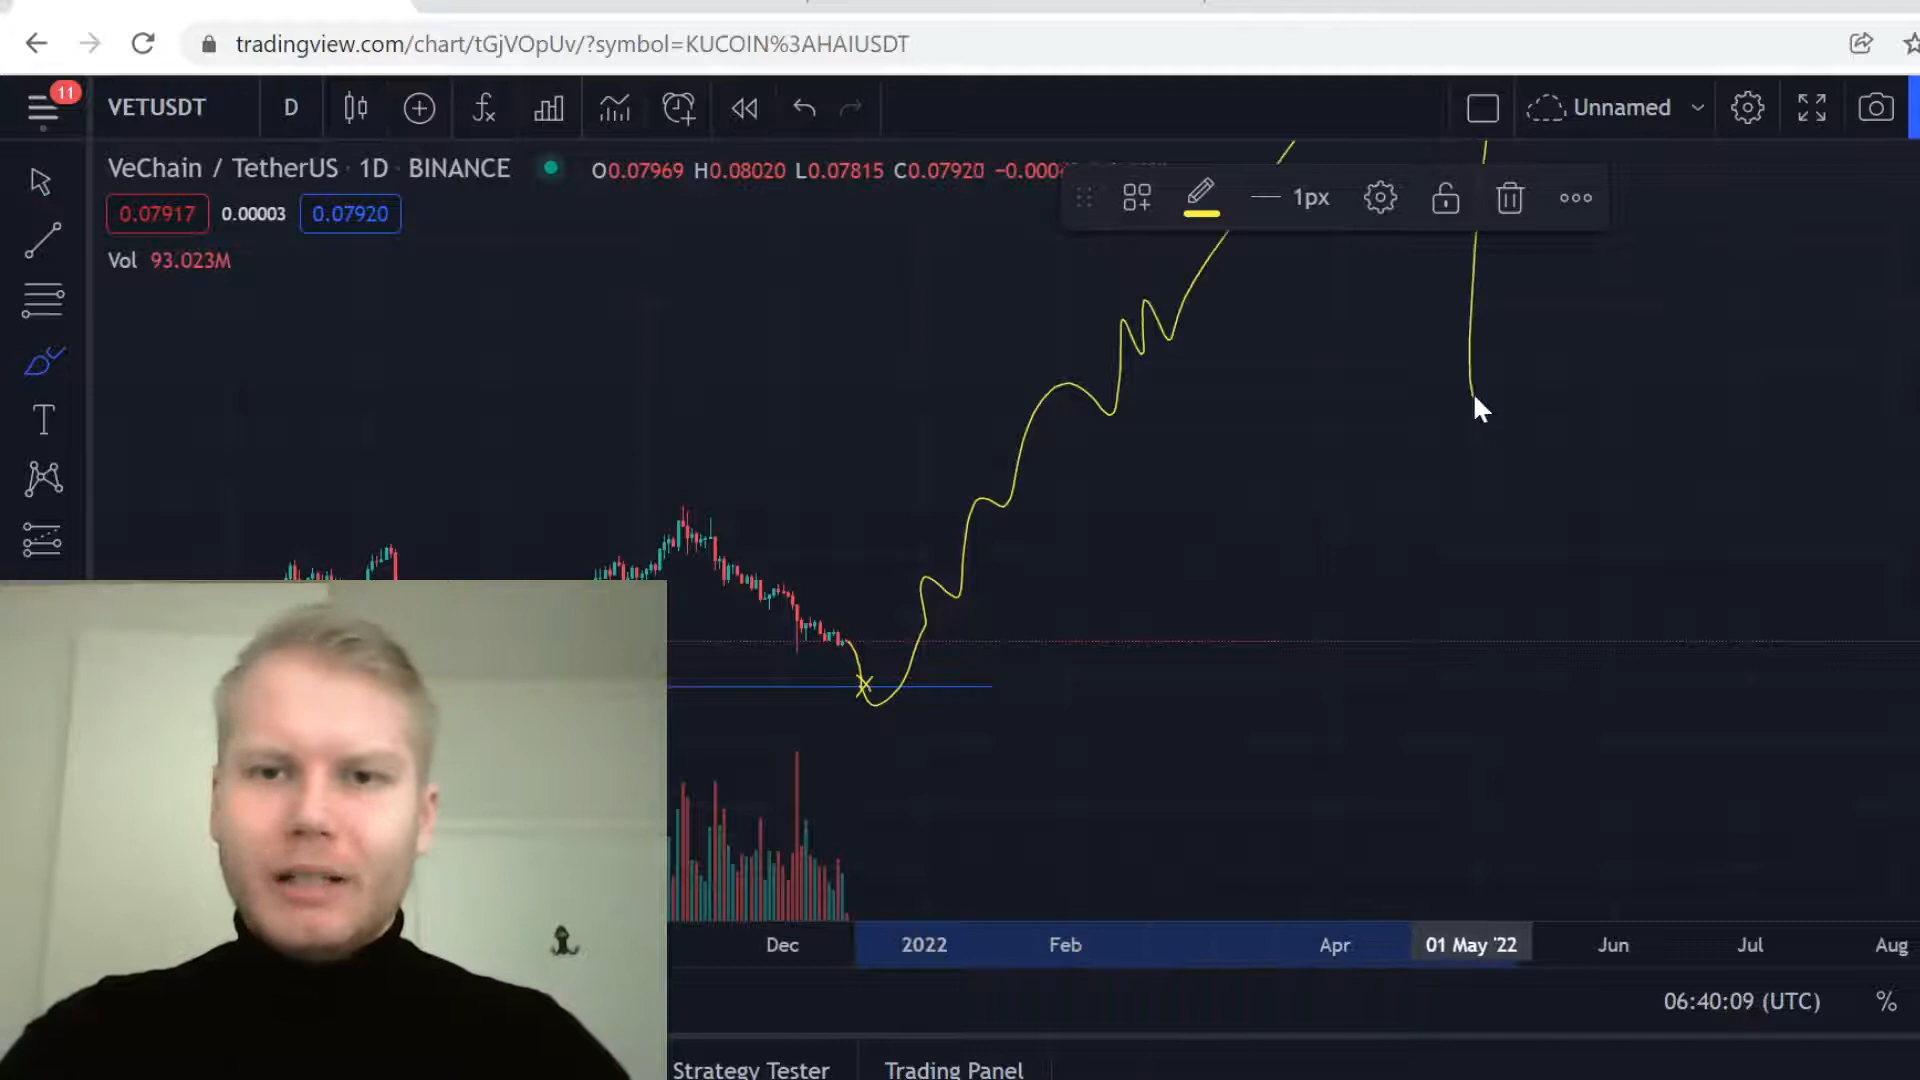 tradingview.com/chart/tGjVOpUv/?symbol=KUCOIN%3AHAIUSDT
11
VETUSDT
D
Unnamed
VeChain / TetherUS · 1D · BINANCE
O0.07969 H0.08020 L0.07815 C0.07920 −0.000
1px
0.07917 0.00003 0.07920
Vol 93.023M
T
Dec 2022 Feb Apr 01 May '22 Jun Jul Aug
06:40:09 (UTC) %
Strategy Tester Trading Panel